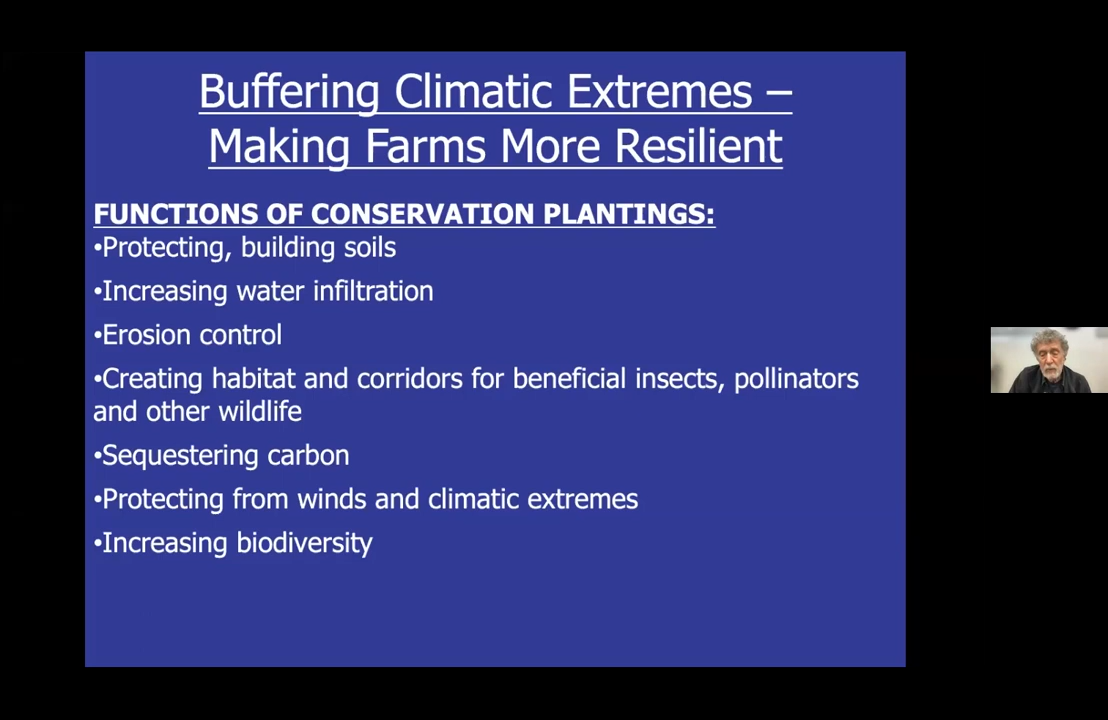 Buffering Climatic Extremes –
Making Farms More Resilient
FUNCTIONS OF CONSERVATION PLANTINGS:
•Protecting, building soils
•Increasing water infiltration
•Erosion control
•Creating habitat and corridors for beneficial insects, pollinators
and other wildlife
•Sequestering carbon
•Protecting from winds and climatic extremes
•Increasing biodiversity